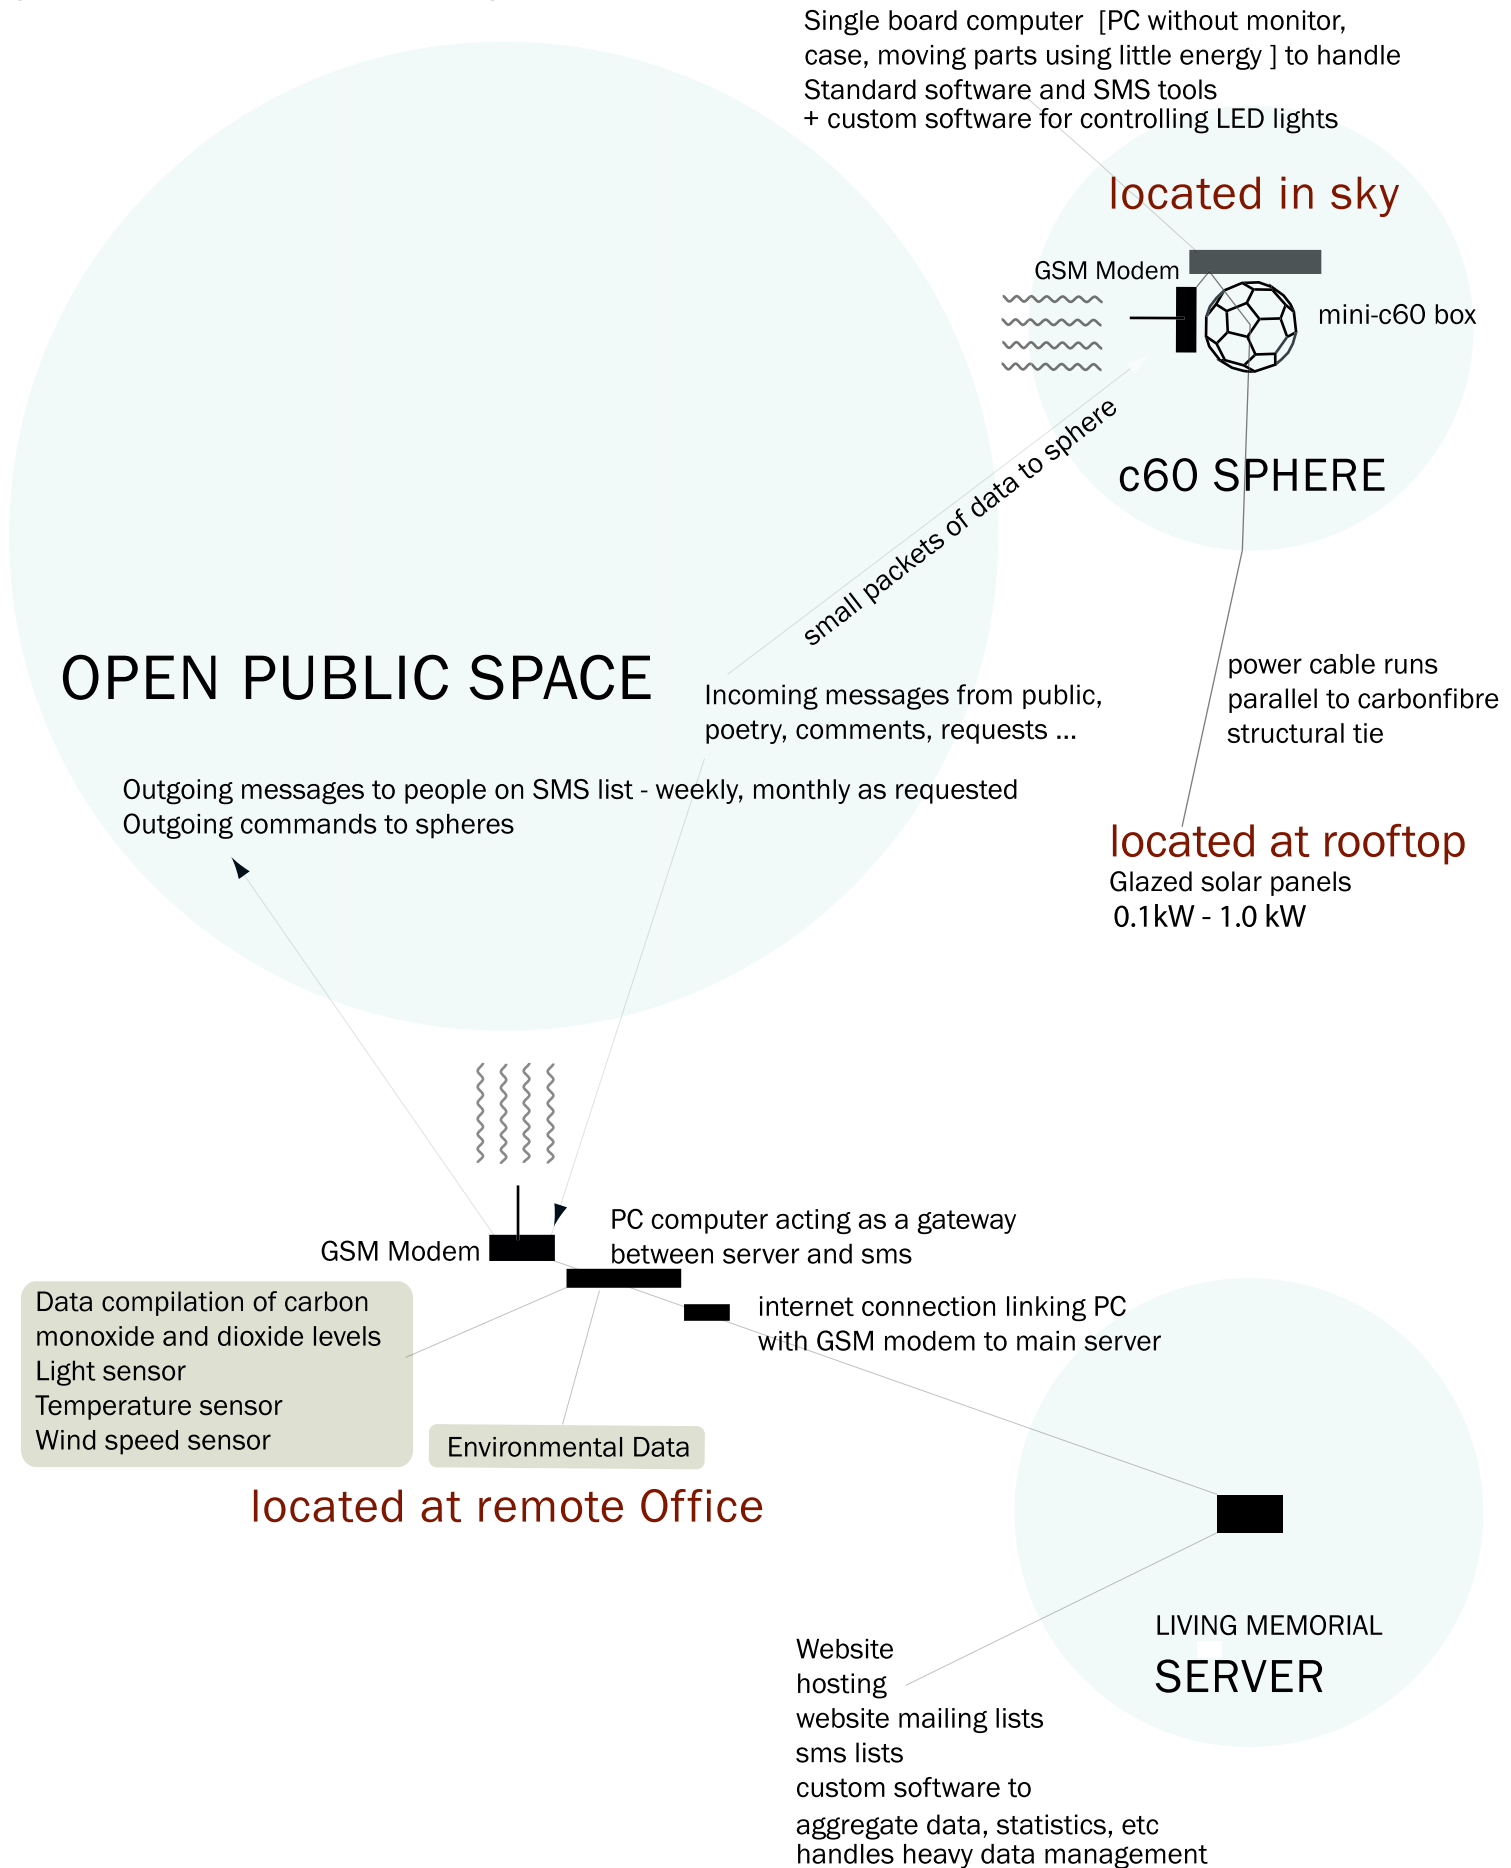 Single board computer [PC without monitor,
case, moving parts using little energy ] to handle
Standard software and SMS tools
+ custom software for controlling LED lights
located in sky
GSM Modem
mini-c60 box
small packets of data to sphere
c60 SPHERE
OPEN PUBLIC SPACE
Incoming messages from public,
poetry, comments, requests ...
power cable runs
parallel to carbonfibre
structural tie
Outgoing messages to people on SMS list - weekly, monthly as requested
Outgoing commands to spheres
located at rooftop
Glazed solar panels
0.1kW - 1.0 kW
PC computer acting as a gateway
between server and sms
GSM Modem
Data compilation of carbon
monoxide and dioxide levels
Light sensor
Temperature sensor
Wind speed sensor
internet connection linking PC
with GSM modem to main server
Environmental Data
located at remote Office
LIVING MEMORIAL
SERVER
Website
hosting
website mailing lists
sms lists
custom software to
aggregate data, statistics, etc
handles heavy data management